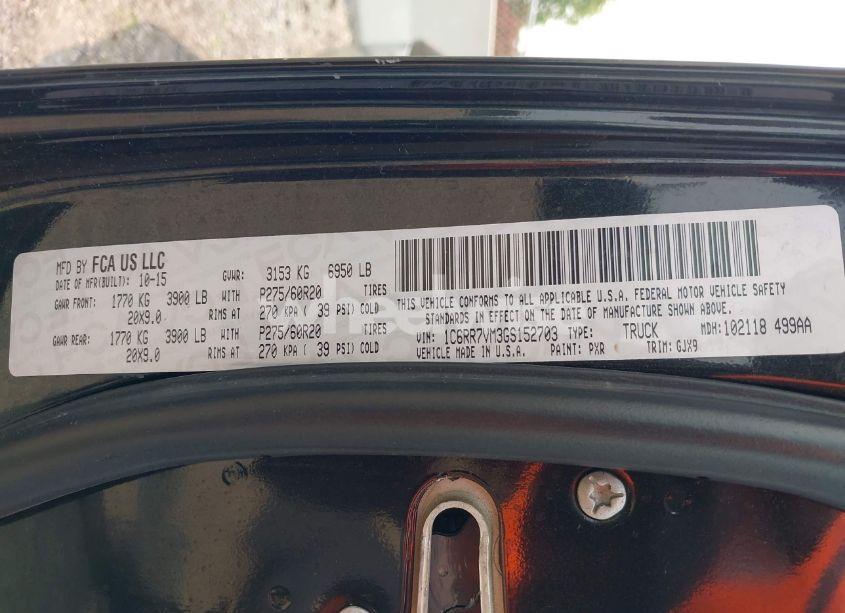 MFD BY FCA US LLC
DATE OF MFR(BUILT): 10-15 GVWR: 3153 KG 6950 LB
GAWR FRONT: 1770 KG 3900 LB WITH P275/60R20 TIRES
20X9.0 RIMS AT 270 KPA ( 39 PSI) COLD
GAWR REAR: 1770 KG 3900 LB WITH P275/60R20 TIRES
20X9.0 RIMS AT 270 KPA ( 39 PSI) COLD
THIS VEHICLE CONFORMS TO ALL APPLICABLE U.S.A. FEDERAL MOTOR VEHICLE SAFETY
STANDARDS IN EFFECT ON THE DATE OF MANUFACTURE SHOWN ABOVE.
VIN: 1C6RR7VM3GS152703 TYPE: TRUCK MDH:102118 499AA
VEHICLE MADE IN U.S.A. PAINT: PXR TRIM: GJX9